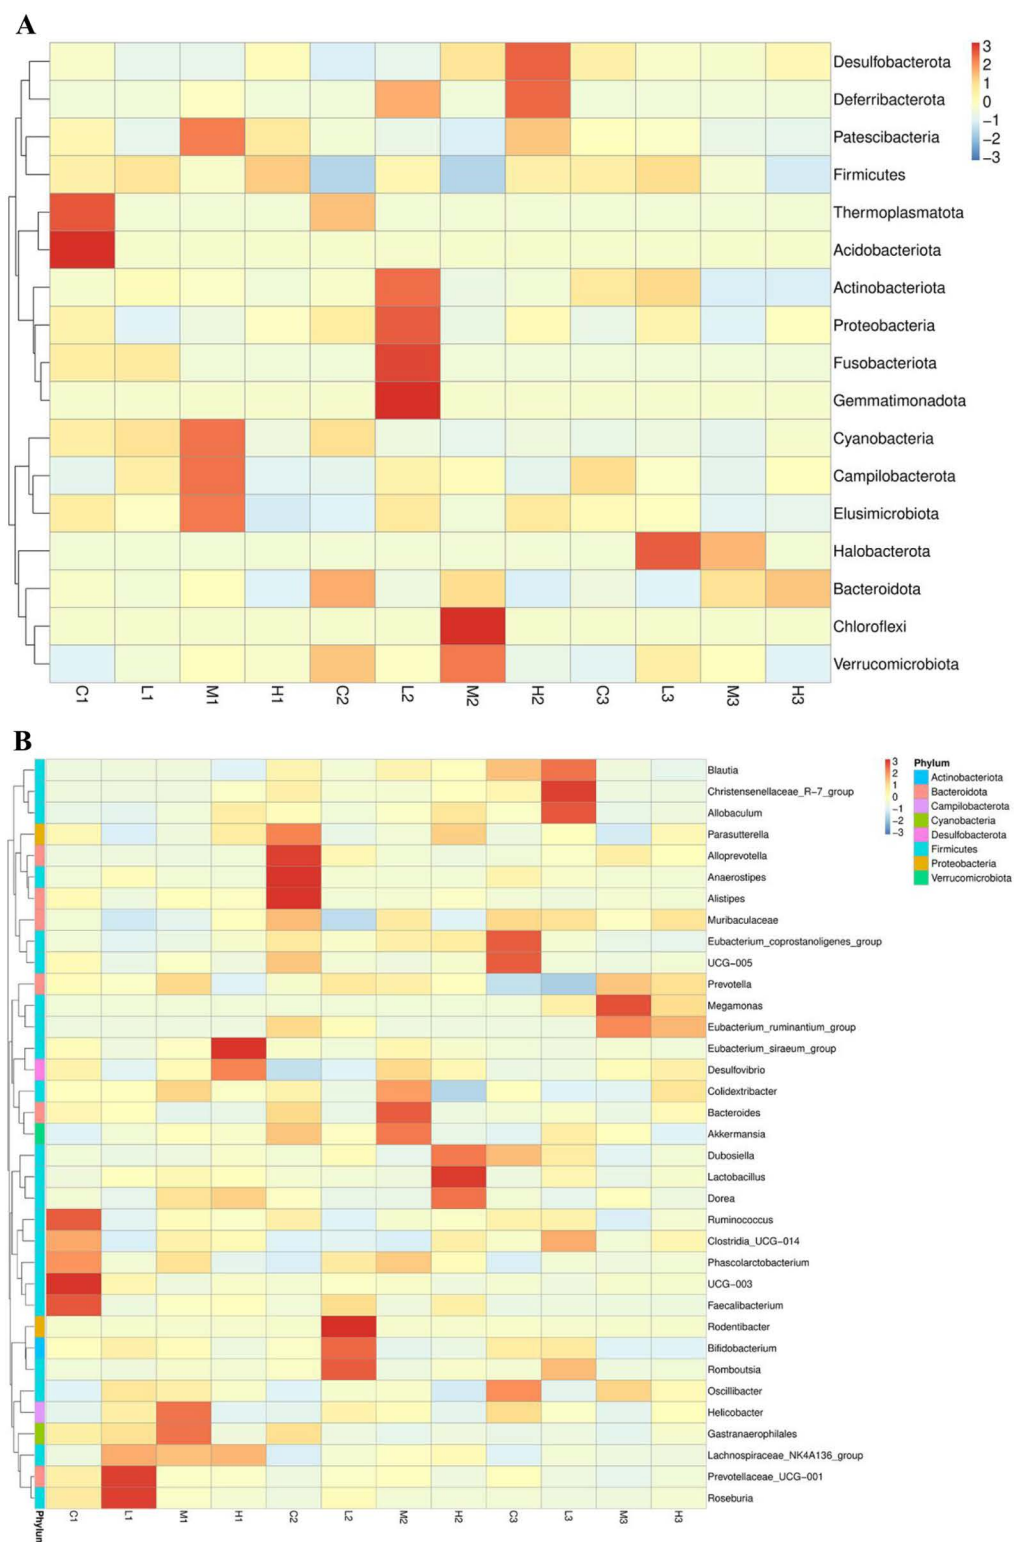 A
3
2
1
0
−1
−2
−3
Desulfobacterota
Deferribacterota
Patescibacteria
Firmicutes
Thermoplasmatota
Acidobacteriota
Actinobacteriota
Proteobacteria
Fusobacteriota
Gemmatimonadota
Cyanobacteria
Campilobacterota
Elusimicrobiota
Halobacterota
Bacteroidota
Chloroflexi
Verrucomicrobiota
C1 L1 M1 H1 C2 L2 M2 H2 C3 L3 M3 H3
B
3
2
1
0
−1
−2
−3
Phylum
Actinobacteriota
Bacteroidota
Campilobacterota
Cyanobacteria
Desulfobacterota
Firmicutes
Proteobacteria
Verrucomicrobiota
Blautia
Christensenellaceae_R−7_group
Allobaculum
Parasutterella
Alloprevotella
Anaerostipes
Alistipes
Muribaculaceae
Eubacterium_coprostanoligenes_group
UCG−005
Prevotella
Megamonas
Eubacterium_ruminantium_group
Eubacterium_siraeum_group
Desulfovibrio
Colidextribacter
Bacteroides
Akkermansia
Dubosiella
Lactobacillus
Dorea
Ruminococcus
Clostridia_UCG−014
Phascolarctobacterium
UCG−003
Faecalibacterium
Rodentibacter
Bifidobacterium
Romboutsia
Oscillibacter
Helicobacter
Gastranaerophilales
Lachnospiraceae_NK4A136_group
Prevotellaceae_UCG−001
Roseburia
Phylum C1 L1 M1 H1 C2 L2 M2 H2 C3 L3 M3 H3